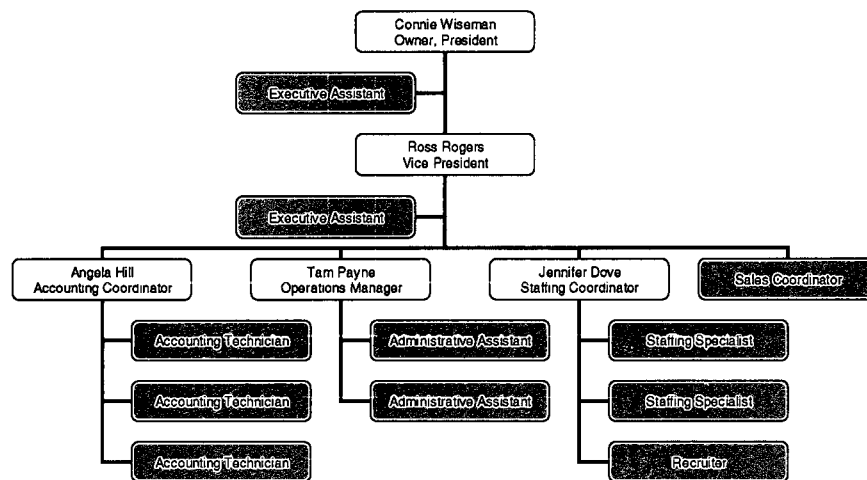 Connie Wiseman
Owner, President
Executive Assistant
Ross Rogers
Vice President
Executive Assistant
Angela Hill
Accounting Coordinator
Tam Payne
Operations Manager
Jennifer Dove
Staffing Coordinator
Sales Coordinator
Accounting Technician
Administrative Assistant
Staffing Specialist
Accounting Technician
Administrative Assistant
Staffing Specialist
Accounting Technician
Recruiter